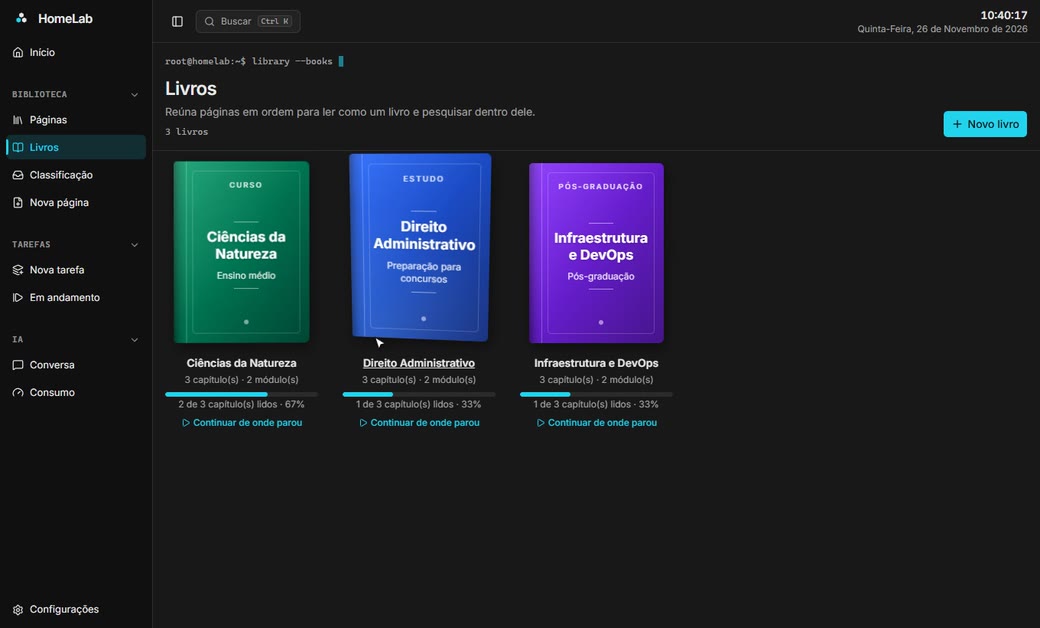 HomeLab
Buscar Ctrl K
10:40:17
Quinta-Feira, 26 de Novembro de 2026
Início
BIBLIOTECA
Páginas
Livros
Classificação
Nova página
TAREFAS
Nova tarefa
Em andamento
IA
Conversa
Consumo
Configurações
root@homelab:~$ library --books
Livros
Reúna páginas em ordem para ler como um livro e pesquisar dentro dele.
3 livros
+ Novo livro
CURSO
Ciências da
Natureza
Ensino médio
Ciências da Natureza
3 capítulo(s) · 2 módulo(s)
2 de 3 capítulo(s) lidos · 67%
Continuar de onde parou
ESTUDO
Direito
Administrativo
Preparação para
concursos
Direito Administrativo
3 capítulo(s) · 2 módulo(s)
1 de 3 capítulo(s) lidos · 33%
Continuar de onde parou
PÓS-GRADUAÇÃO
Infraestrutura
e DevOps
Pós-graduação
Infraestrutura e DevOps
3 capítulo(s) · 2 módulo(s)
1 de 3 capítulo(s) lidos · 33%
Continuar de onde parou